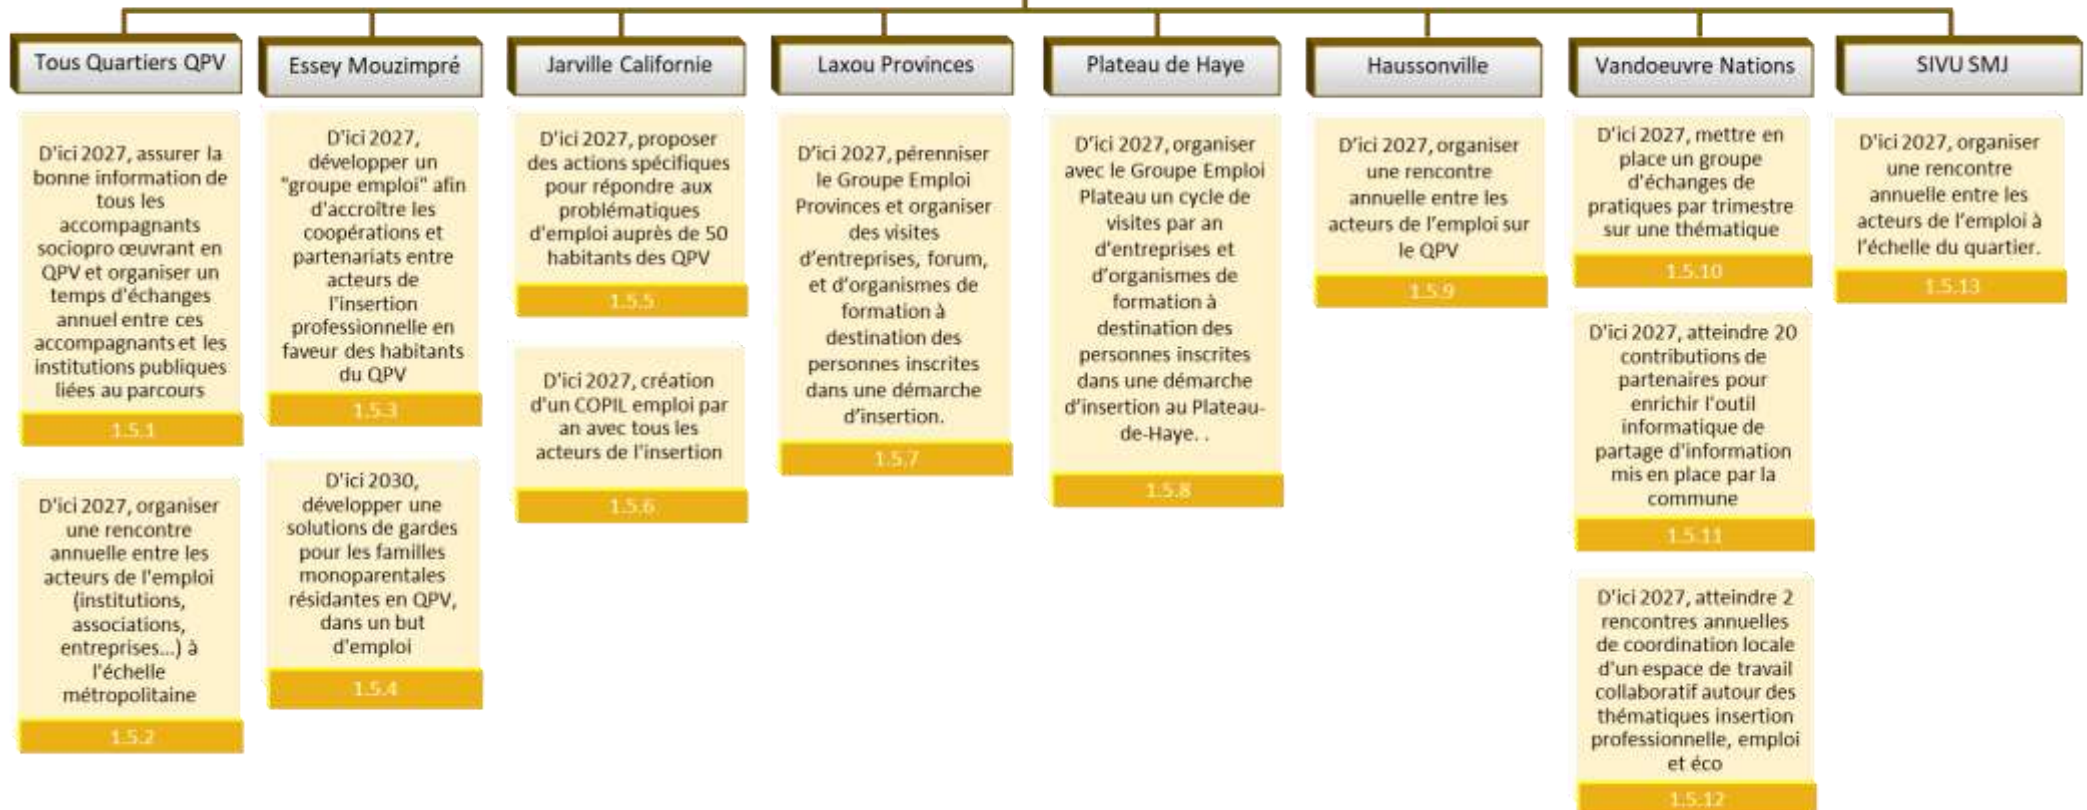 Tous Quartiers QPV
D'ici 2027, assurer la
bonne information de
tous les
accompagnants
sociopro œuvrant en
QPV et organiser un
temps d'échanges
annuel entre ces
accompagnants et les
institutions publiques
liées au parcours
1.5.1
D'ici 2027, organiser
une rencontre
annuelle entre les
acteurs de l'emploi
(institutions,
associations,
entreprises...) à
l'échelle
métropolitaine
1.5.2
Essey Mouzimpré
D'ici 2027,
développer un
"groupe emploi" afin
d'accroître les
coopérations et
partenariats entre
acteurs de
l'insertion
professionnelle en
faveur des habitants
du QPV
1.5.3
D'ici 2030,
développer une
solutions de gardes
pour les familles
monoparentales
résidantes en QPV,
dans un but
d'emploi
1.5.4
Jarville Californie
D'ici 2027, proposer
des actions spécifiques
pour répondre aux
problématiques
d'emploi auprès de 50
habitants des QPV
1.5.5
D'ici 2027, création
d'un COPIL emploi par
an avec tous les
acteurs de l'insertion
1.5.6
Laxou Provinces
D'ici 2027, pérenniser
le Groupe Emploi
Provinces et organiser
des visites
d'entreprises, forum,
et d'organismes de
formation à
destination des
personnes inscrites
dans une démarche
d'insertion.
1.5.7
Plateau de Haye
D'ici 2027, organiser
avec le Groupe Emploi
Plateau un cycle de
visites par an
d'entreprises et
d'organismes de
formation à
destination des
personnes inscrites
dans une démarche
d'insertion au Plateau-
de-Haye. .
1.5.8
Haussonville
D'ici 2027, organiser
une rencontre
annuelle entre les
acteurs de l'emploi sur
le QPV
1.5.9
Vandoeuvre Nations
D'ici 2027, mettre en
place un groupe
d'échanges de
pratiques par trimestre
sur une thématique
1.5.10
D'ici 2027, atteindre 20
contributions de
partenaires pour
enrichir l'outil
informatique de
partage d'information
mis en place par la
commune
1.5.11
D'ici 2027, atteindre 2
rencontres annuelles
de coordination locale
d'un espace de travail
collaboratif autour des
thématiques insertion
professionnelle, emploi
et éco
1.5.12
SIVU SMJ
D'ici 2027, organiser
une rencontre
annuelle entre les
acteurs de l'emploi à
l'échelle du quartier.
1.5.13